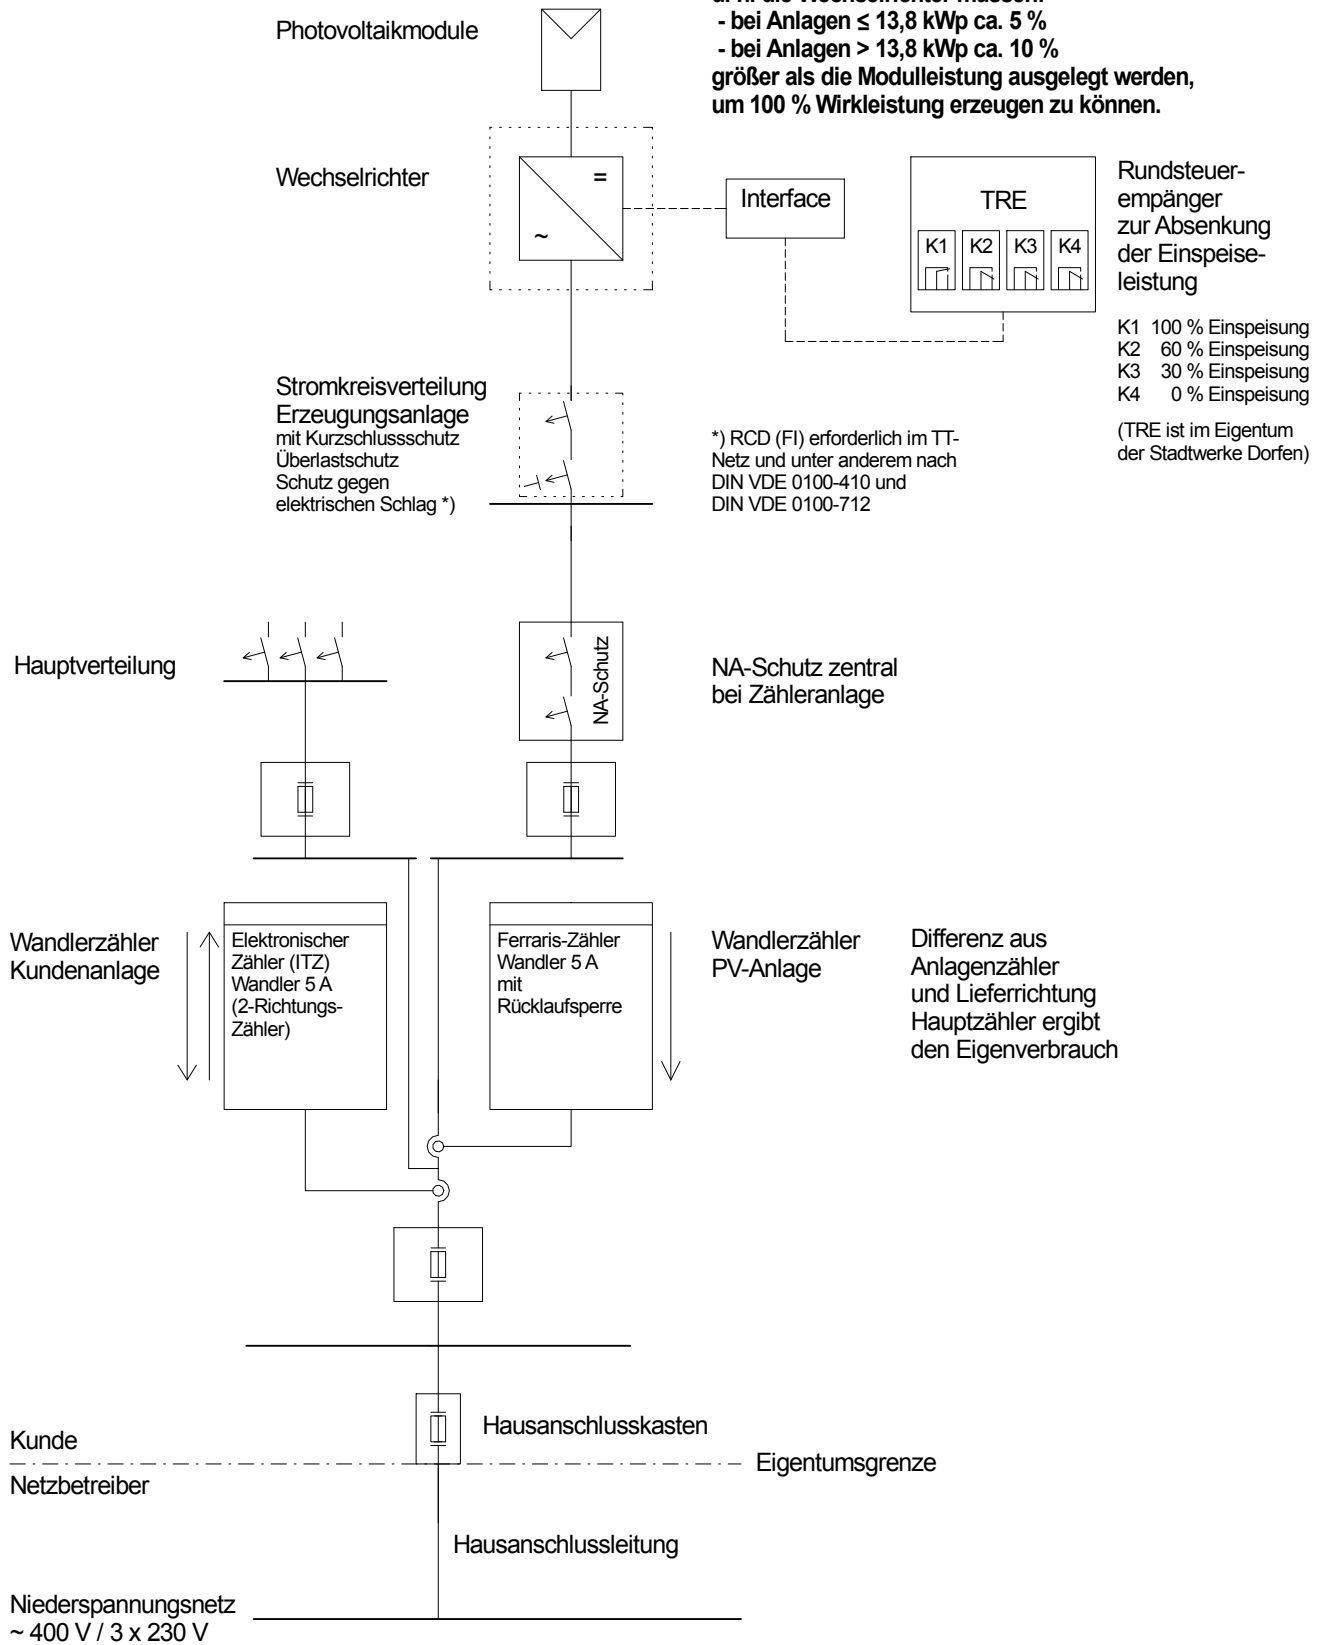 d. h. die Wechselrichter müssen:
- bei Anlagen ≤ 13,8 kWp ca. 5 %
- bei Anlagen > 13,8 kWp ca. 10 %
größer als die Modulleistung ausgelegt werden,
um 100 % Wirkleistung erzeugen zu können.
Photovoltaikmodule
Wechselrichter
=
~
Interface
TRE
K1 K2 K3 K4
Rundsteuer-
empänger
zur Absenkung
der Einspeise-
leistung
K1 100 % Einspeisung
K2 60 % Einspeisung
K3 30 % Einspeisung
K4 0 % Einspeisung
(TRE ist im Eigentum
der Stadtwerke Dorfen)
Stromkreisverteilung
Erzeugungsanlage
mit Kurzschlussschutz
Überlastschutz
Schutz gegen
elektrischen Schlag *)
*) RCD (FI) erforderlich im TT-
Netz und unter anderem nach
DIN VDE 0100-410 und
DIN VDE 0100-712
Hauptverteilung
NA-Schutz
NA-Schutz zentral
bei Zähleranlage
Wandlerzähler
Kundenanlage
Elektronischer
Zähler (ITZ)
Wandler 5 A
(2-Richtungs-
Zähler)
Ferraris-Zähler
Wandler 5 A
mit
Rücklaufsperre
Wandlerzähler
PV-Anlage
Differenz aus
Anlagenzähler
und Lieferrichtung
Hauptzähler ergibt
den Eigenverbrauch
Hausanschlusskasten
Kunde
Eigentumsgrenze
Netzbetreiber
Hausanschlussleitung
Niederspannungsnetz
~ 400 V / 3 x 230 V